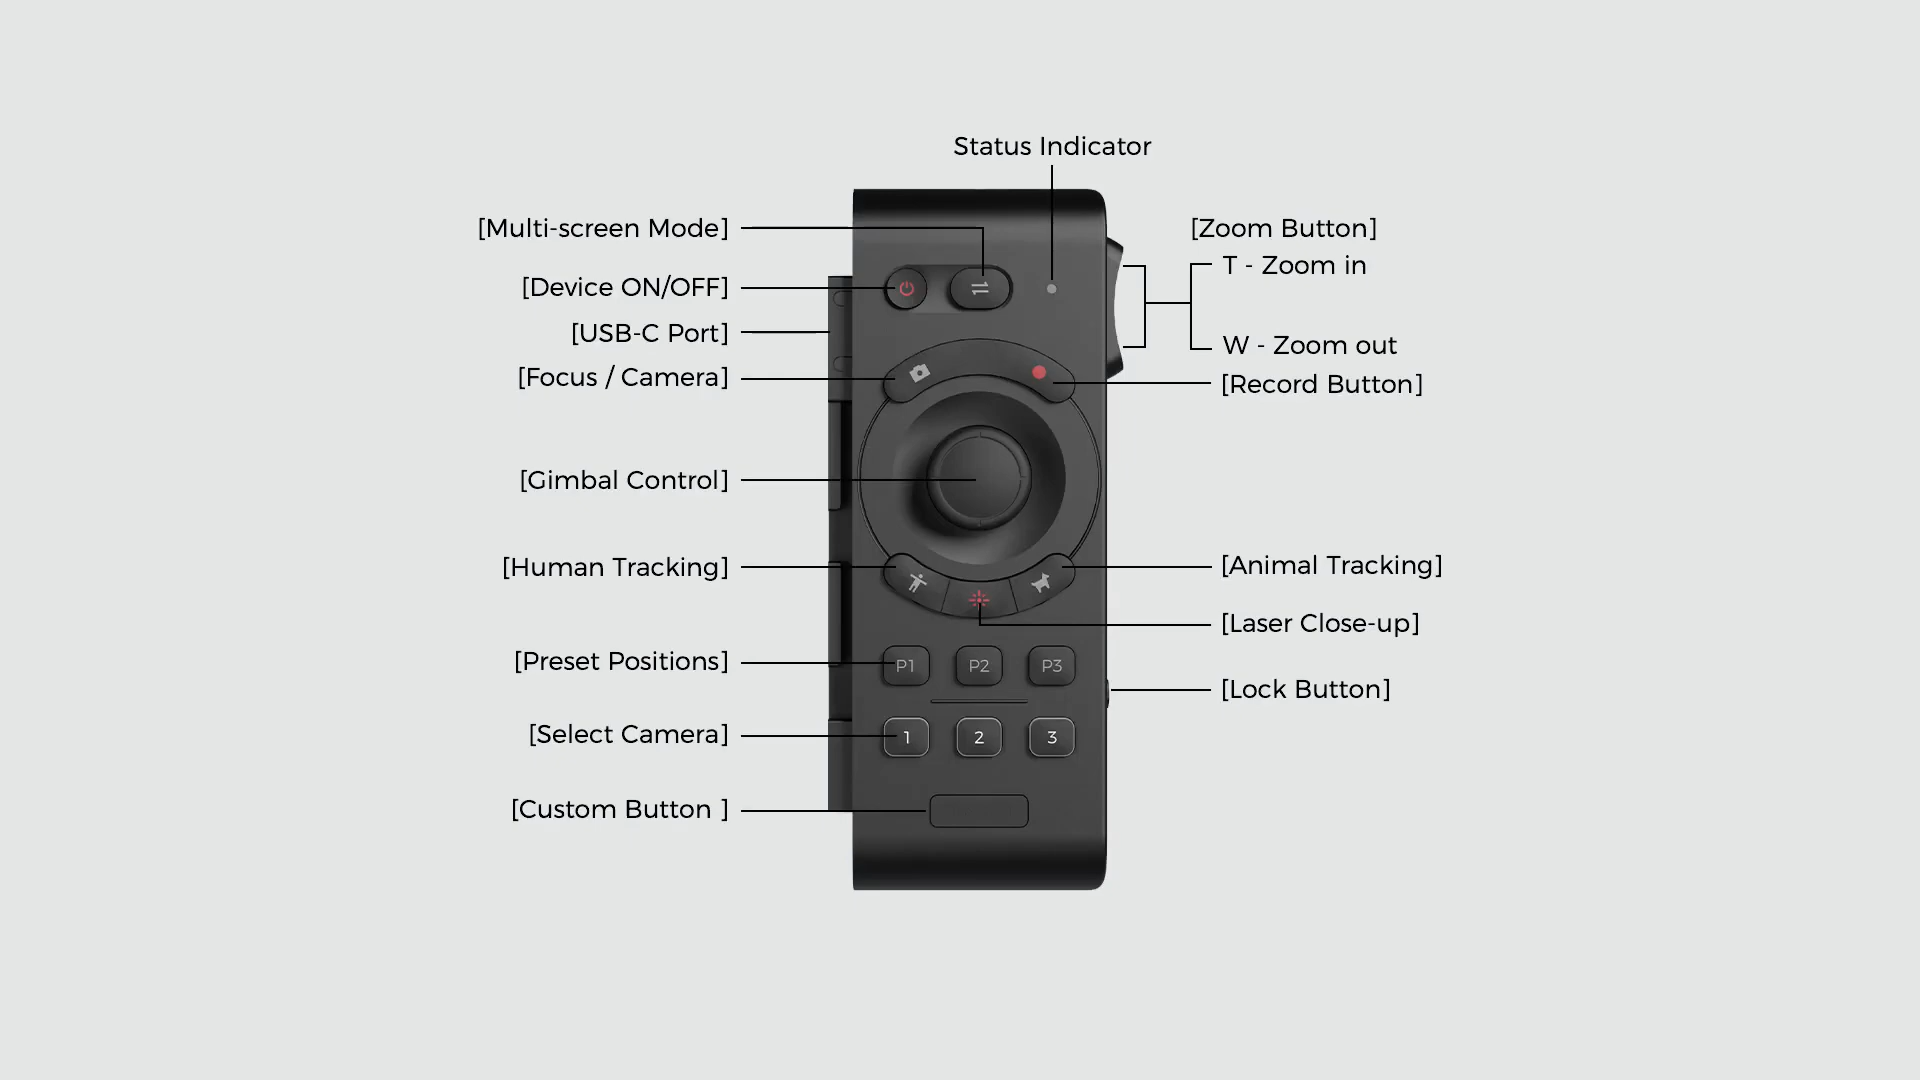 Status Indicator
[Multi-screen Mode]
[Zoom Button]
T - Zoom in
[Device ON/OFF]
[USB-C Port]
W - Zoom out
[Focus / Camera]
[Record Button]
[Gimbal Control]
[Human Tracking]
[Animal Tracking]
[Laser Close-up]
[Preset Positions]
P1 P2 P3
[Lock Button]
[Select Camera]
1 2 3
[Custom Button ]